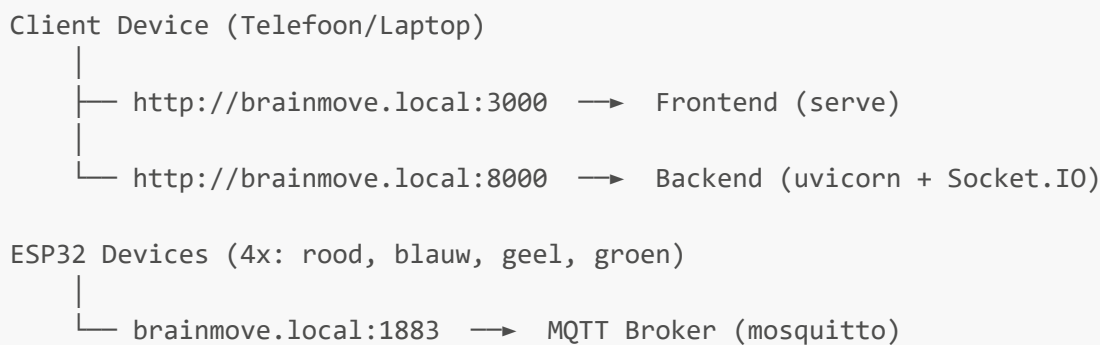 Client Device (Telefoon/Laptop)
│
├── http://brainmove.local:3000 ──► Frontend (serve)
│
└── http://brainmove.local:8000 ──► Backend (uvicorn + Socket.IO)
ESP32 Devices (4x: rood, blauw, geel, groen)
│
└── brainmove.local:1883 ──► MQTT Broker (mosquitto)